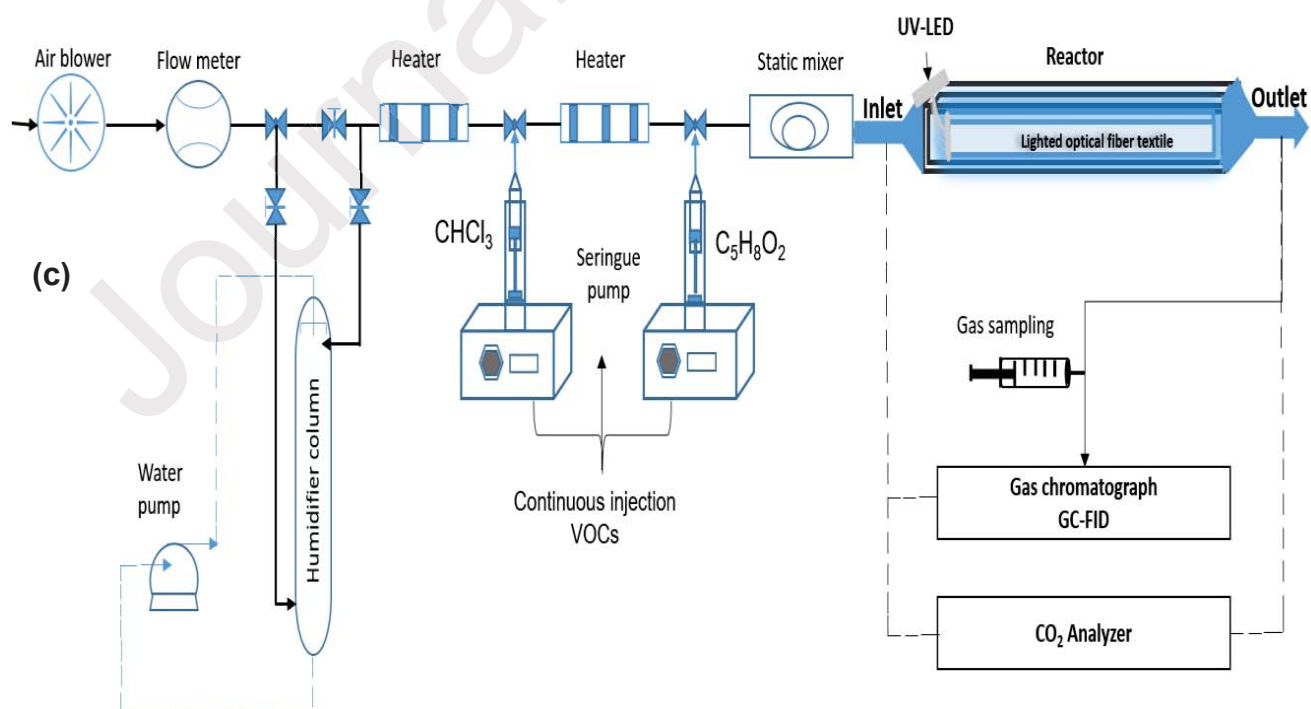 Journa
UV-LED
Air blower
Flow meter
Heater
Heater
Static mixer
Reactor
Inlet
Outlet
Lighted optical fiber textile
CHCl₃
C₅H₈O₂
Seringue
pump
(c)
Gas sampling
Humidifier column
Water
pump
Continuous injection
VOCs
Gas chromatograph
GC-FID
CO₂ Analyzer